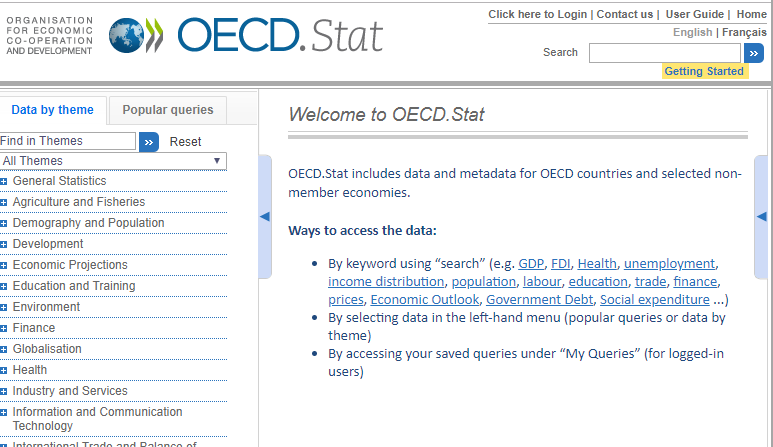 ORGANISATION
FOR ECONOMIC
CO-OPERATION
AND DEVELOPMENT
OECD.Stat
Click here to Login | Contact us | User Guide | Home
English | Français
Search
»
Getting Started
Data by theme
Popular queries
Find in Themes
»
Reset
All Themes
General Statistics
Agriculture and Fisheries
Demography and Population
Development
Economic Projections
Education and Training
Environment
Finance
Globalisation
Health
Industry and Services
Information and Communication
Technology
International Trade and Balance of
Welcome to OECD.Stat
OECD.Stat includes data and metadata for OECD countries and selected non-
member economies.
Ways to access the data:
• By keyword using “search” (e.g. GDP, FDI, Health, unemployment,
income distribution, population, labour, education, trade, finance,
prices, Economic Outlook, Government Debt, Social expenditure ...)
• By selecting data in the left-hand menu (popular queries or data by
theme)
• By accessing your saved queries under “My Queries” (for logged-in
users)